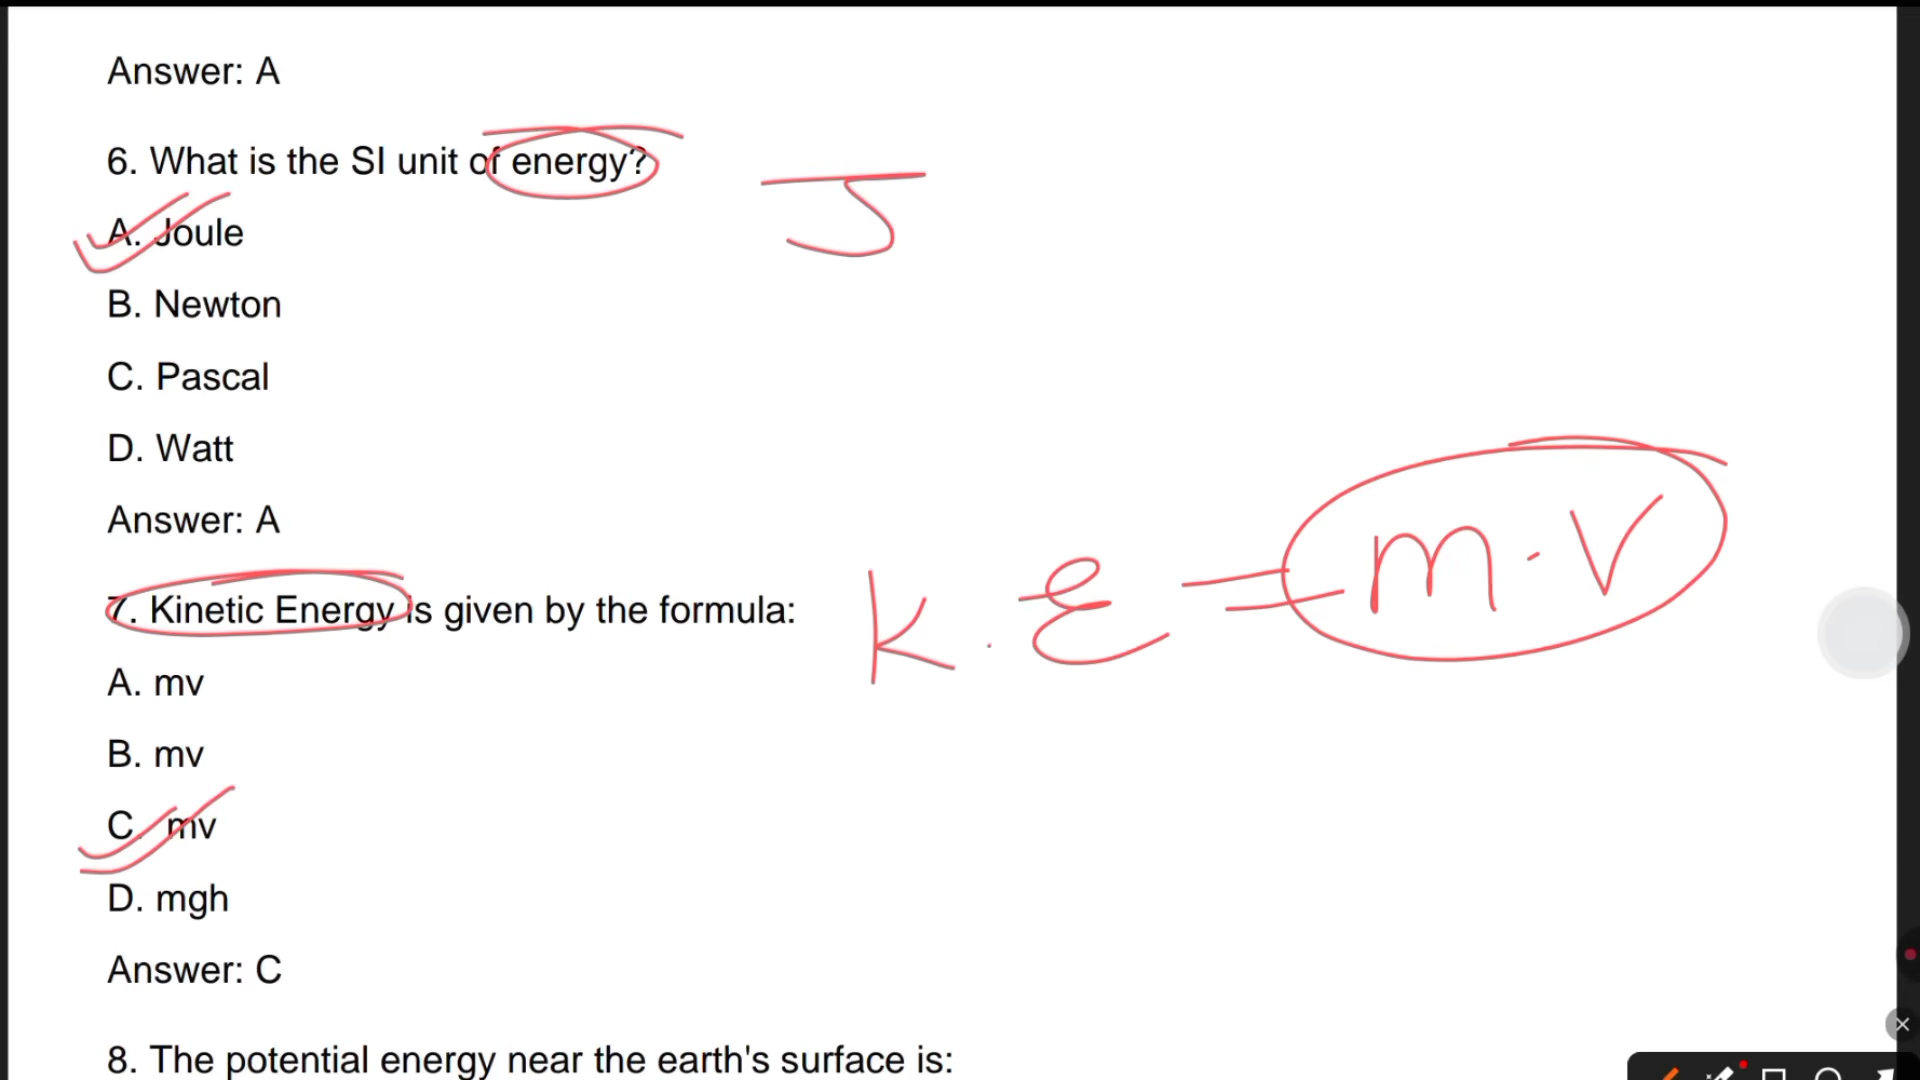 Answer: A
6. What is the SI unit of energy?
A. Joule
J
B. Newton
C. Pascal
D. Watt
Answer: A
7. Kinetic Energy is given by the formula:
K.E = m.v
A. mv
B. mv
C. mv
D. mgh
Answer: C
8. The potential energy near the earth's surface is: